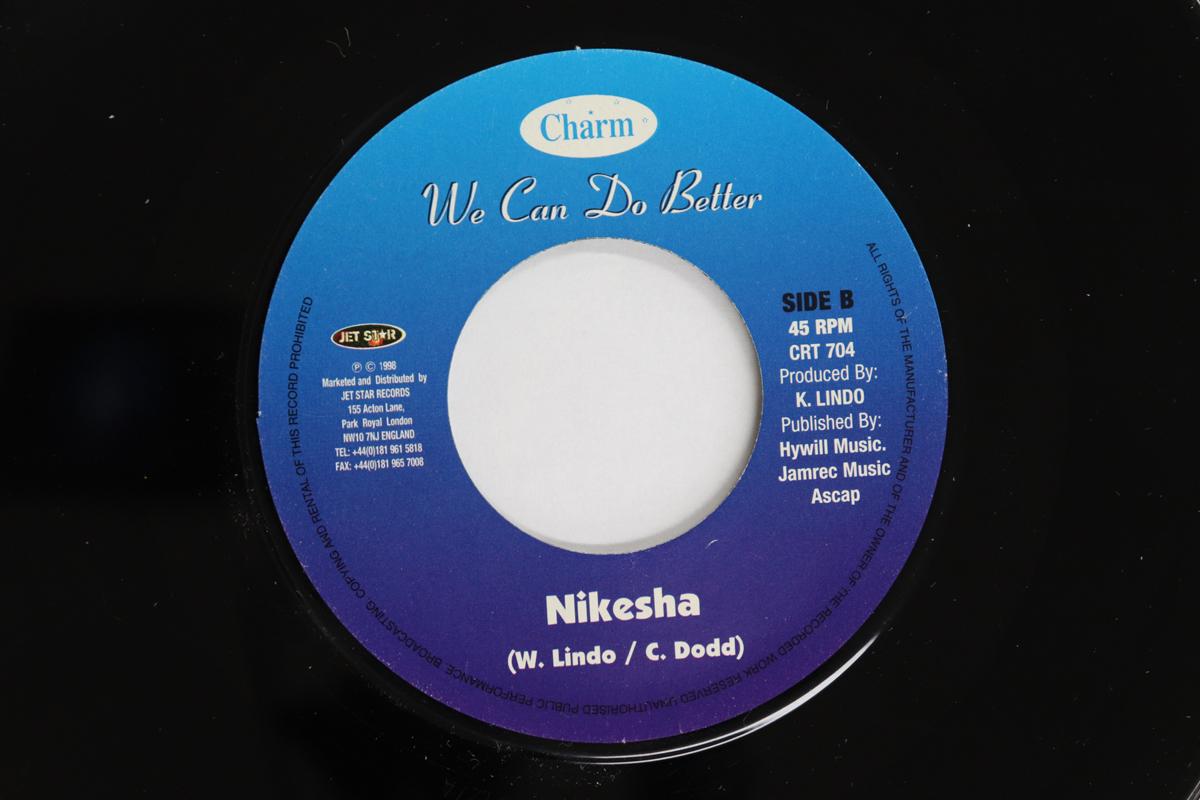 Charm
We Can Do Better
JET STAR
℗ © 1998
Marketed and Distributed by
JET STAR RECORDS
155 Acton Lane,
Park Royal London
NW10 7NJ ENGLAND
TEL: +44(0)181 961 5818
FAX: +44(0)181 965 7008
SIDE B
45 RPM
CRT 704
Produced By:
K. LINDO
Published By:
Hywill Music.
Jamrec Music
Ascap
Nikesha
(W. Lindo / C. Dodd)
ALL RIGHTS OF THE MANUFACTURER AND OF THE OWNER OF THE RECORDED WORK RESERVED UNAUTHORISED PUBLIC PERFORMANCE, BROADCASTING, COPYING AND RENTAL OF THIS RECORD PROHIBITED